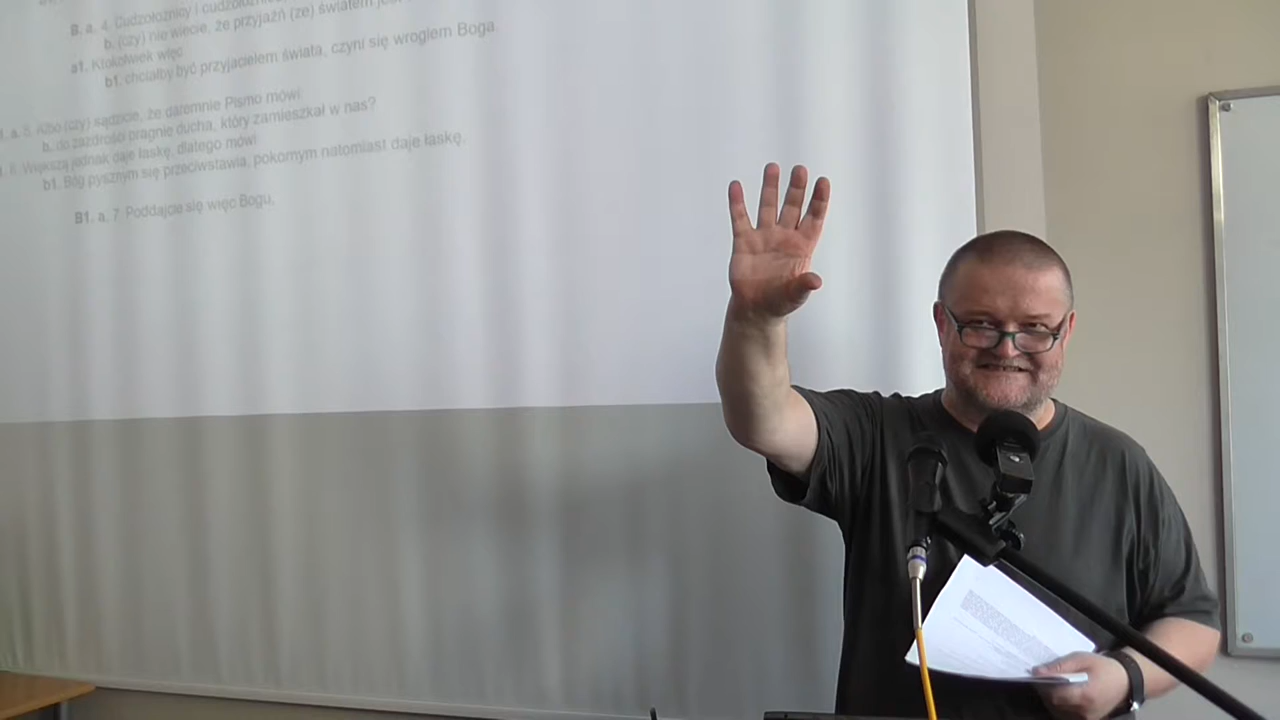 B. a. 4. Cudzołożnicy i cudzołożnice,
b. (czy) nie wiecie, że przyjaźń (ze) światem jest
a1. Ktokolwiek więc
b1. chciałby być przyjacielem świata, czyni się wrogiem Boga.
a. 5. Albo (czy) sądzicie, że daremnie Pismo mówi
b. do zazdrości pragnie ducha, który zamieszkał w nas?
6. Większą jednak daje łaskę, dlatego mówi
b1. Bóg pysznym się przeciwstawia, pokornym natomiast daje łaskę.
B1. a. 7. Poddajcie się więc Bogu,